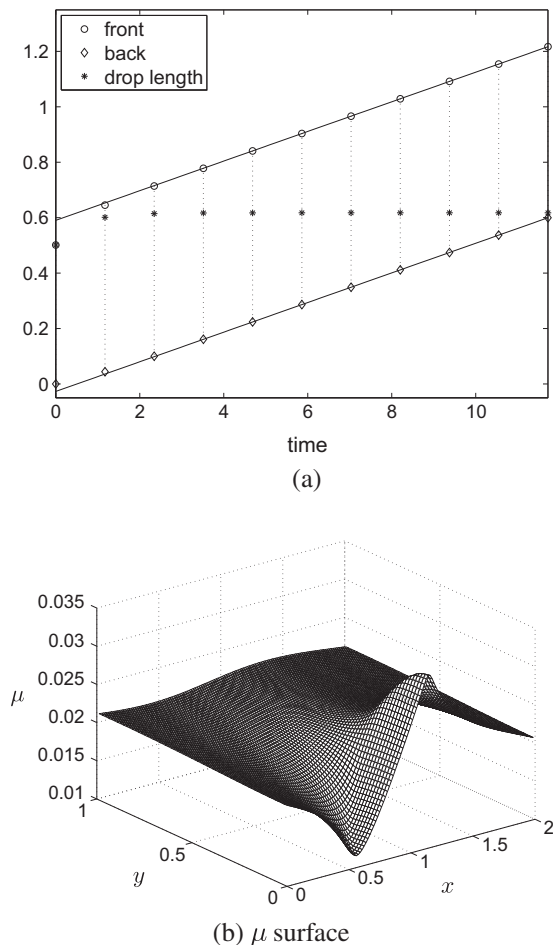 front
back
drop length
1.2
1
0.8
0.6
0.4
0.2
0
0 2 4 6 8 10
time
(a)
0.035
0.03
0.025
0.02
0.015
0.01
μ
1
0.5
0
y
0
0.5
1
1.5
2
x
(b) μ surface